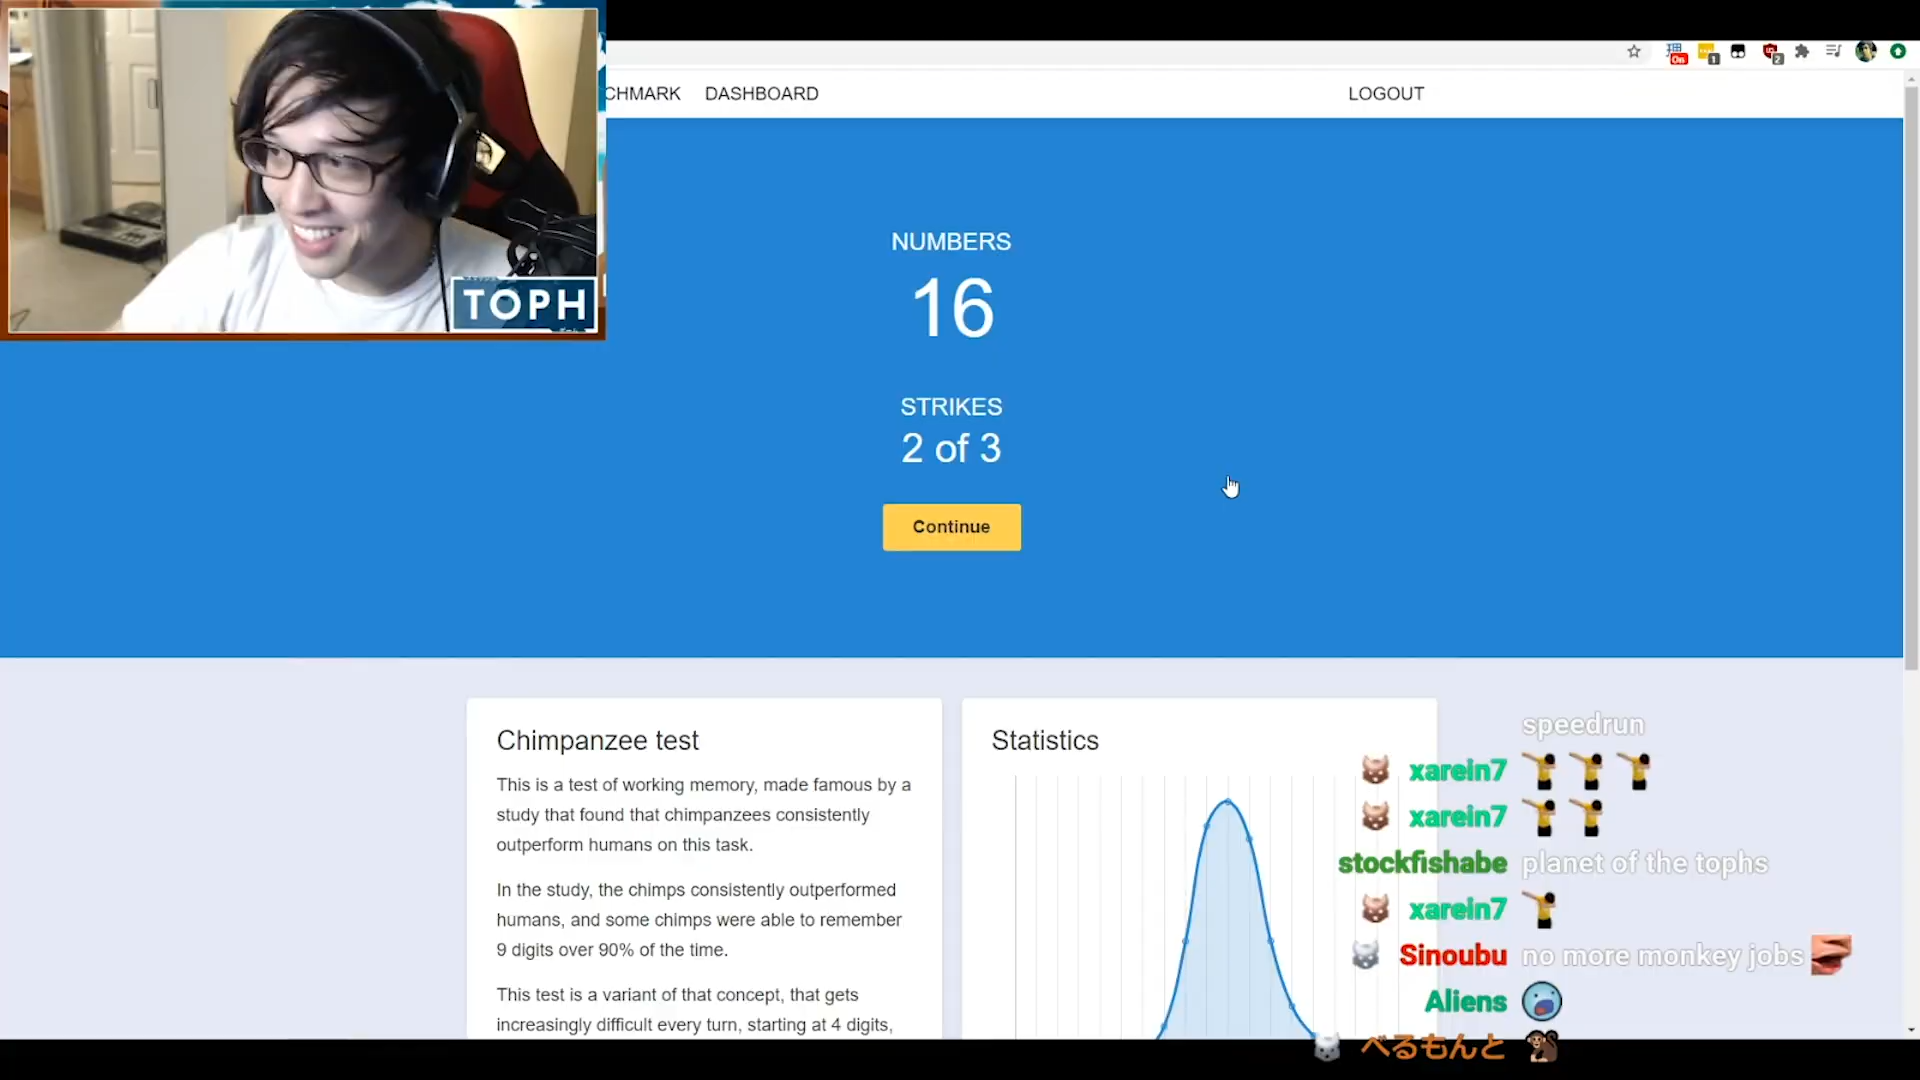 CHMARK DASHBOARD LOGOUT
On 1 2
TOPH
NUMBERS
16
STRIKES
2 of 3
Continue
Chimpanzee test
This is a test of working memory, made famous by a
study that found that chimpanzees consistently
outperform humans on this task.
In the study, the chimps consistently outperformed
humans, and some chimps were able to remember
9 digits over 90% of the time.
This test is a variant of that concept, that gets
increasingly difficult every turn, starting at 4 digits,
Statistics
speedrun
xarein7
xarein7
stockfishabe planet of the tophs
xarein7
Sinoubu no more monkey jobs
Aliens
べるもんと